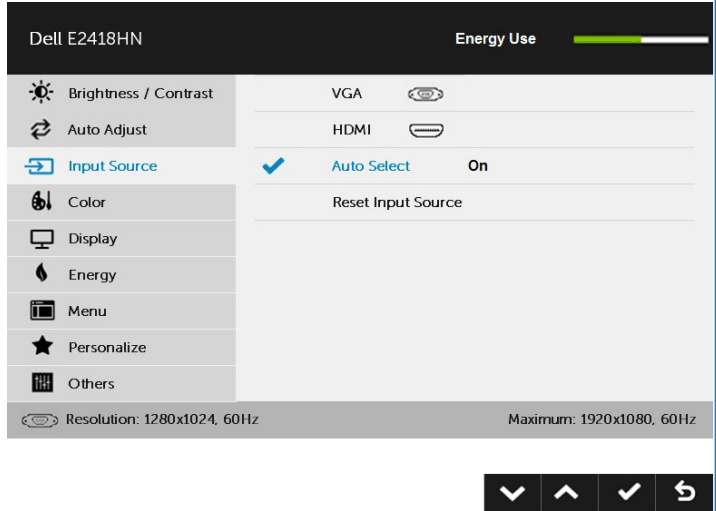 Dell E2418HN
Energy Use
Brightness / Contrast
VGA
Auto Adjust
HDMI
Input Source
Auto Select On
Color
Reset Input Source
Display
Energy
Menu
Personalize
Others
Resolution: 1280x1024, 60Hz
Maximum: 1920x1080, 60Hz